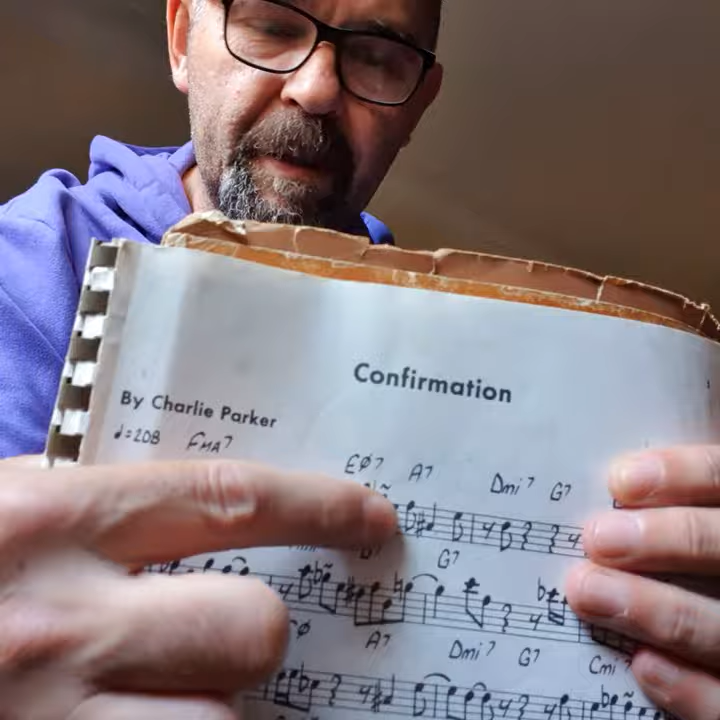 Confirmation
By Charlie Parker
♩=208 FMA7
EØ7 A7 Dmi7 G7
G7
A7 Dmi7 G7 Cmi7